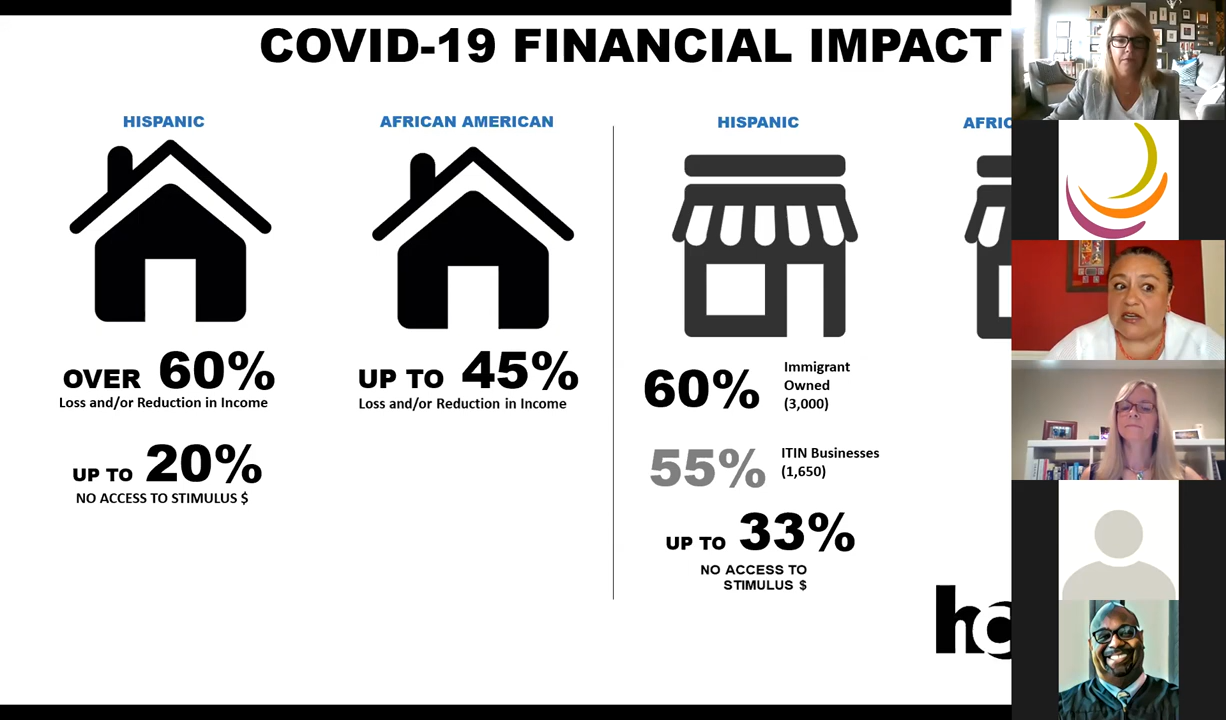 COVID-19 FINANCIAL IMPACT
HISPANIC
OVER 60%
Loss and/or Reduction in Income
UP TO 20%
NO ACCESS TO STIMULUS $
AFRICAN AMERICAN
UP TO 45%
Loss and/or Reduction in Income
HISPANIC
60%
Immigrant
Owned
(3,000)
55%
ITIN Businesses
(1,650)
UP TO 33%
NO ACCESS TO
STIMULUS $
AFRIC
hc